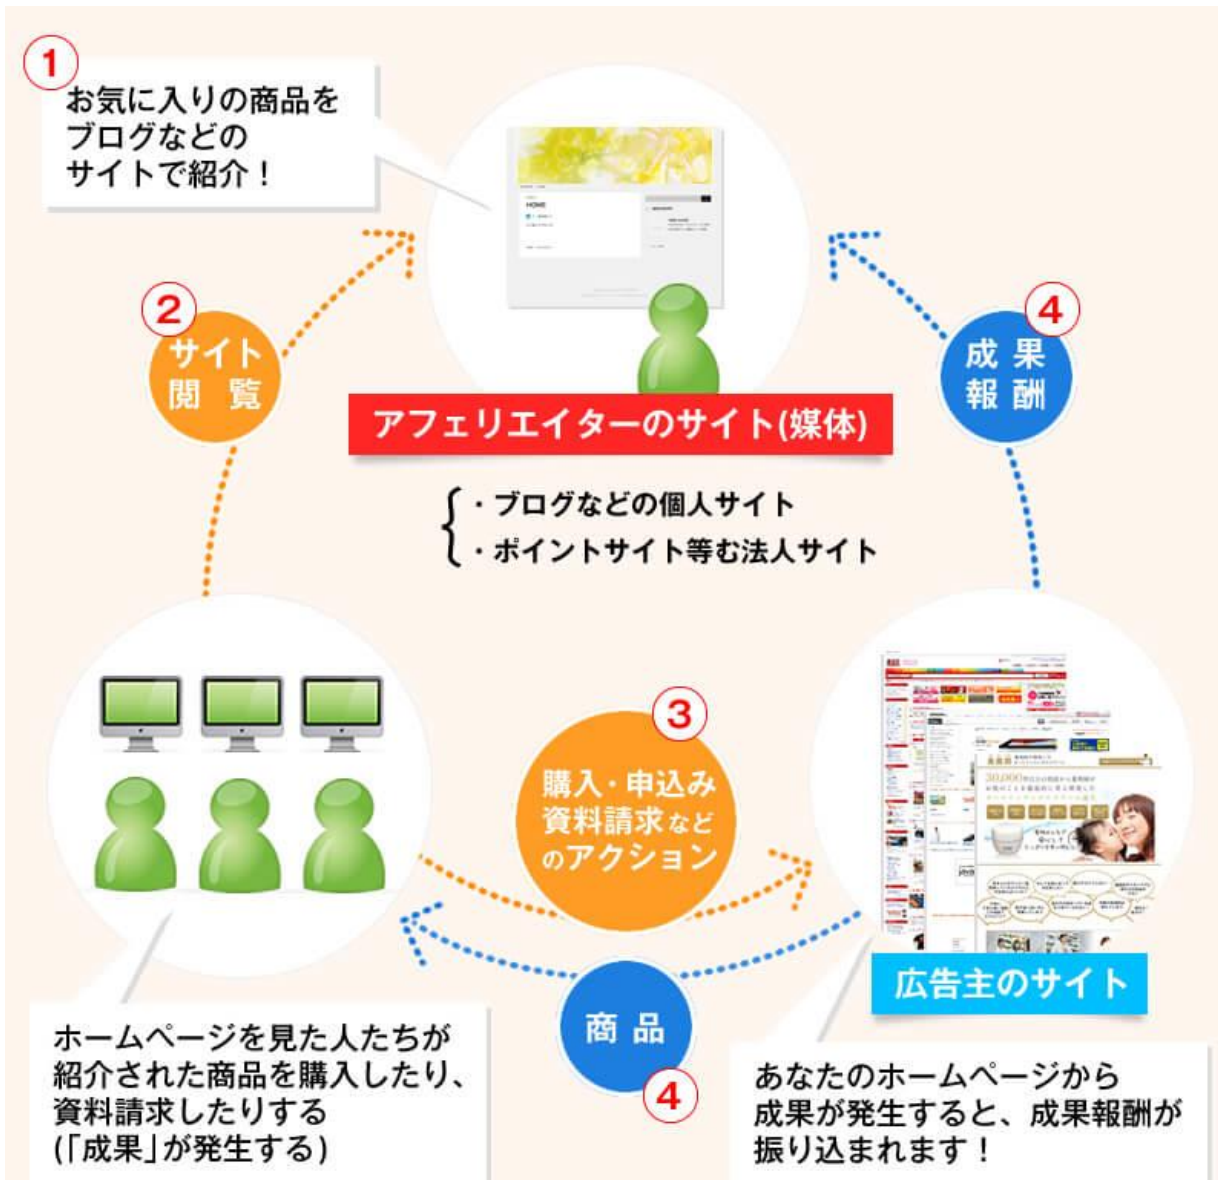 1
お気に入りの商品を
ブログなどの
サイトで紹介！
HOME
2
サイト
閲 覧
4
成 果
報 酬
アフェリエイターのサイト(媒体)
・ブログなどの個人サイト
・ポイントサイト等む法人サイト
3
購入・申込み
資料請求など
のアクション
30,000
広告主のサイト
商 品
4
ホームページを見た人たちが
紹介された商品を購入したり、
資料請求したりする
(「成果」が発生する)
あなたのホームページから
成果が発生すると、成果報酬が
振り込まれます！